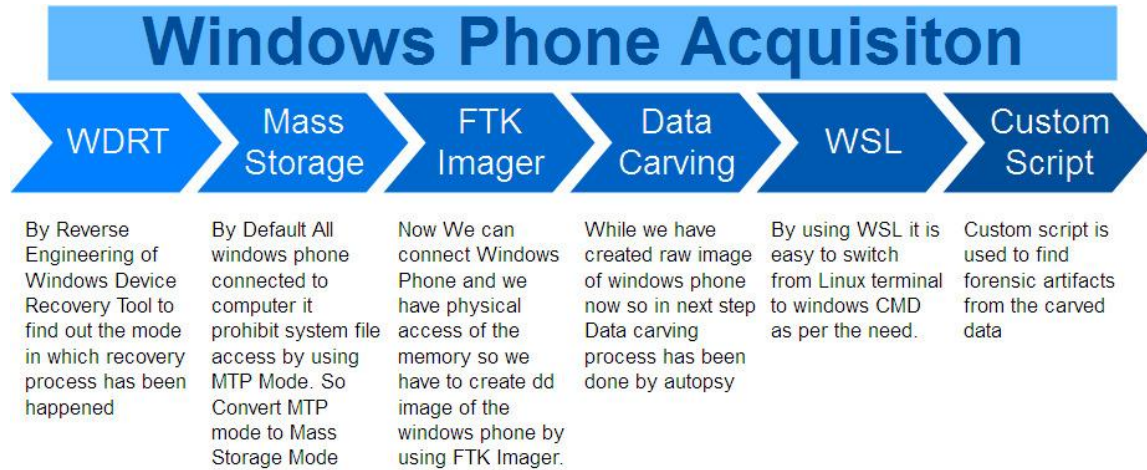 Windows Phone Acquisiton
WDRT
Mass
Storage
FTK
Imager
Data
Carving
WSL
Custom
Script
By Reverse
Engineering of
Windows Device
Recovery Tool to
find out the mode
in which recovery
process has been
happened
By Default All
windows phone
connected to
computer it
prohibit system file
access by using
MTP Mode. So
Convert MTP
mode to Mass
Storage Mode
Now We can
connect Windows
Phone and we
have physical
access of the
memory so we
have to create dd
image of the
windows phone by
using FTK Imager.
While we have
created raw image
of windows phone
now so in next step
Data carving
process has been
done by autopsy
By using WSL it is
easy to switch
from Linux terminal
to windows CMD
as per the need.
Custom script is
used to find
forensic artifacts
from the carved
data